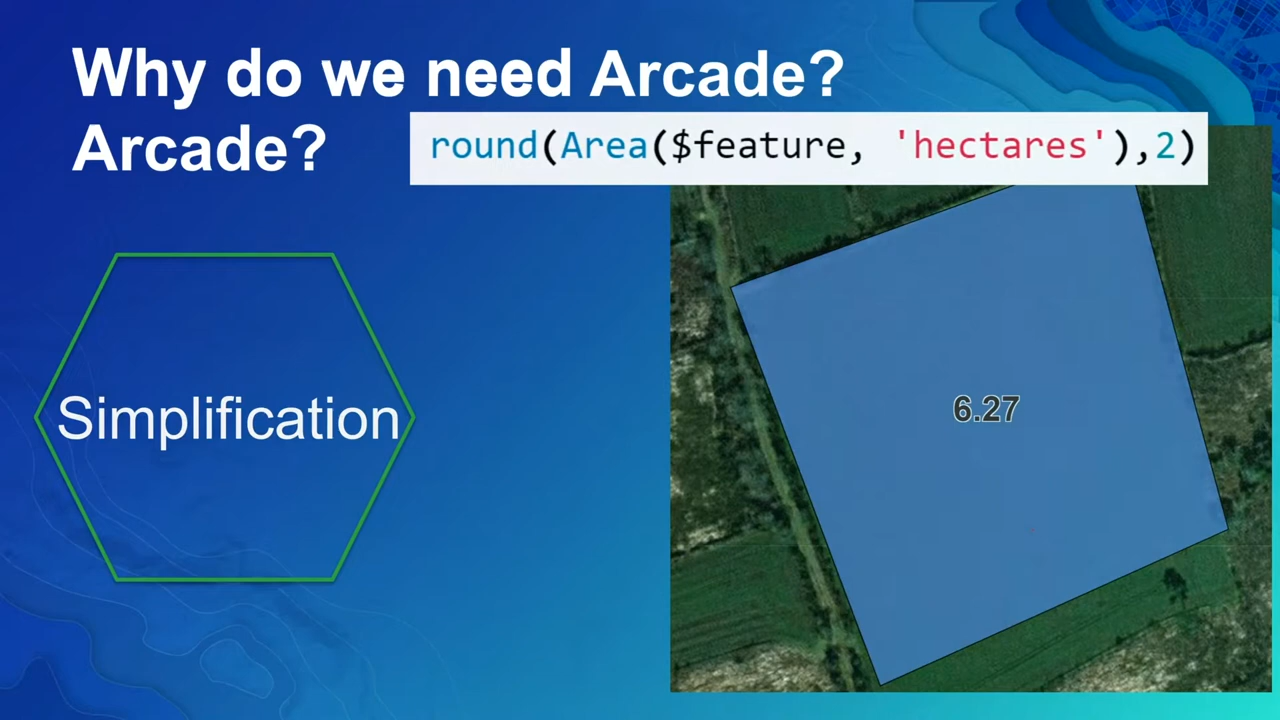 Why do we need Arcade?
Arcade?
round(Area($feature, 'hectares'),2)
Simplification
6.27